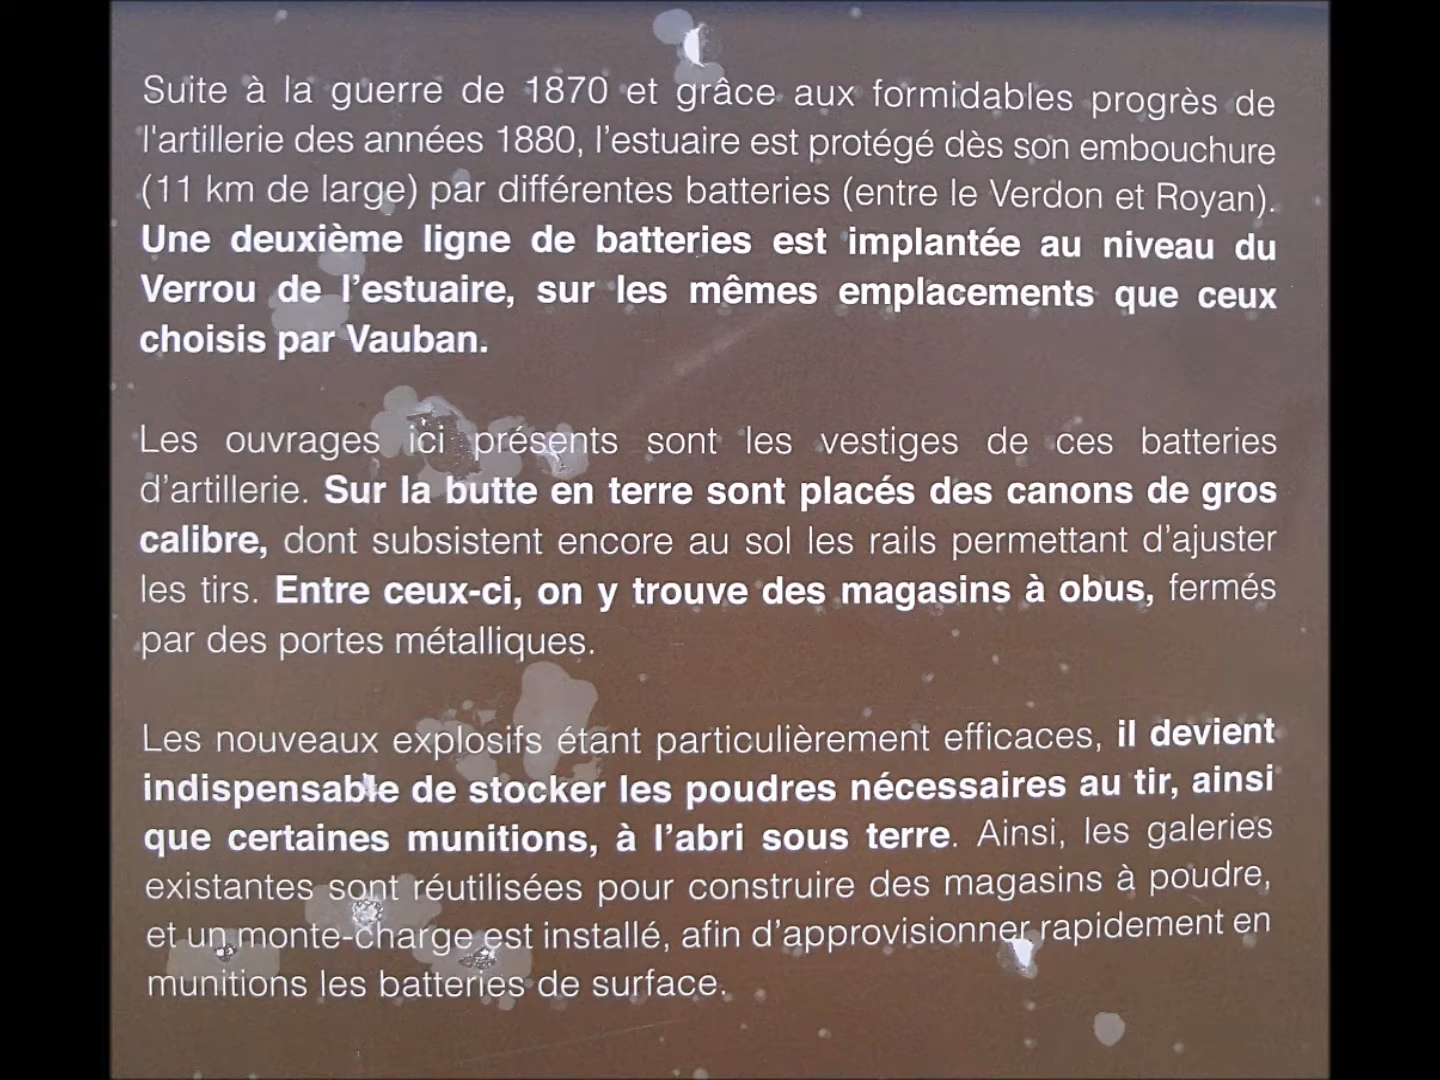 Suite à la guerre de 1870 et grâce aux formidables progrès de
l'artillerie des années 1880, l'estuaire est protégé dès son embouchure
(11 km de large) par différentes batteries (entre le Verdon et Royan).
Une deuxième ligne de batteries est implantée au niveau du
Verrou de l'estuaire, sur les mêmes emplacements que ceux
choisis par Vauban.
Les ouvrages ici présents sont les vestiges de ces batteries
d'artillerie. Sur la butte en terre sont placés des canons de gros
calibre, dont subsistent encore au sol les rails permettant d'ajuster
les tirs. Entre ceux-ci, on y trouve des magasins à obus, fermés
par des portes métalliques.
Les nouveaux explosifs étant particulièrement efficaces, il devient
indispensable de stocker les poudres nécessaires au tir, ainsi
que certaines munitions, à l'abri sous terre. Ainsi, les galeries
existantes sont réutilisées pour construire des magasins à poudre,
et un monte-charge est installé, afin d'approvisionner rapidement en
munitions les batteries de surface.